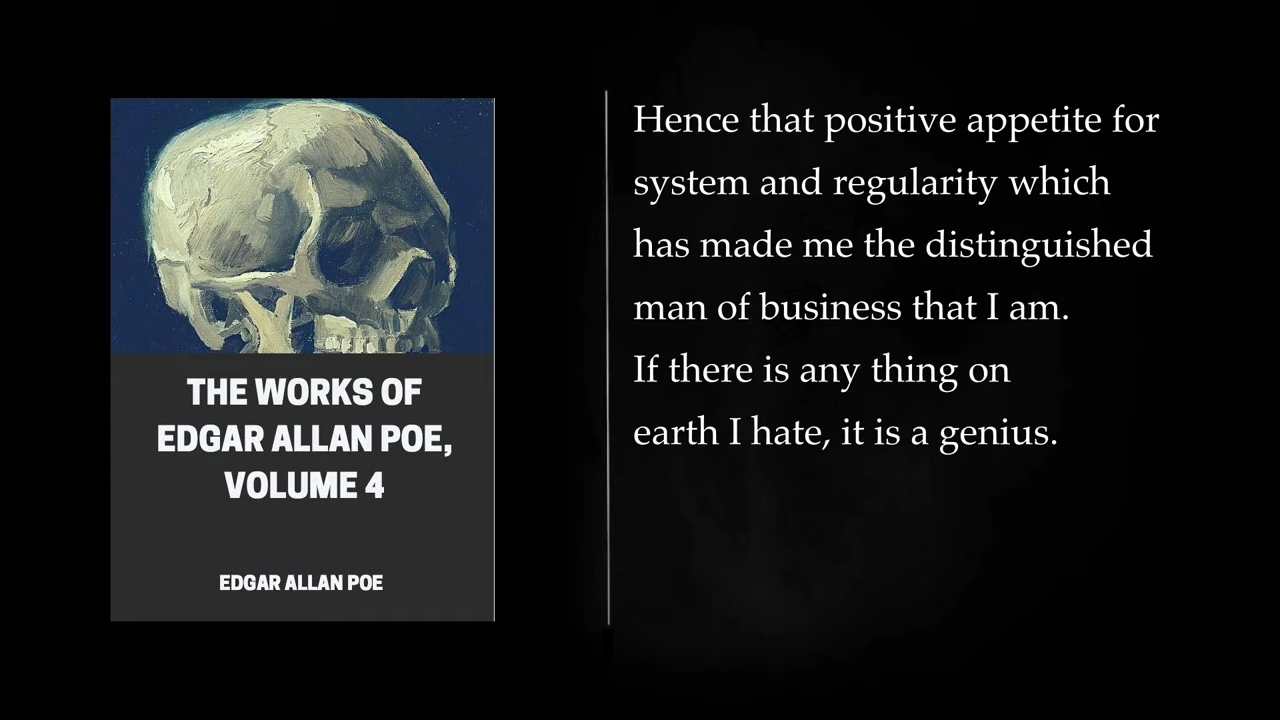 THE WORKS OF
EDGAR ALLAN POE,
VOLUME 4
EDGAR ALLAN POE
Hence that positive appetite for
system and regularity which
has made me the distinguished
man of business that I am.
If there is any thing on
earth I hate, it is a genius.